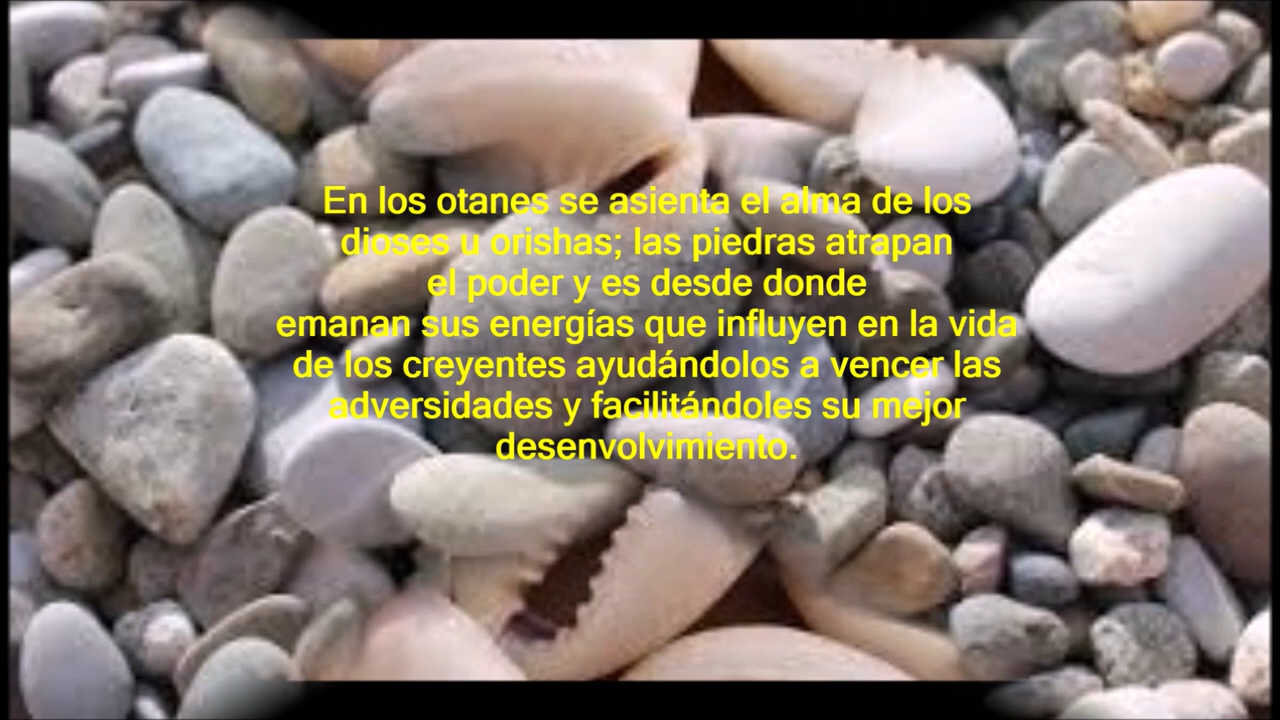 En los otanes se asienta el alma de los
dioses u orishas; las piedras atrapan
el poder y es desde donde
emanan sus energías que influyen en la vida
de los creyentes ayudándolos a vencer las
adversidades y facilitándoles su mejor
desenvolvimiento.